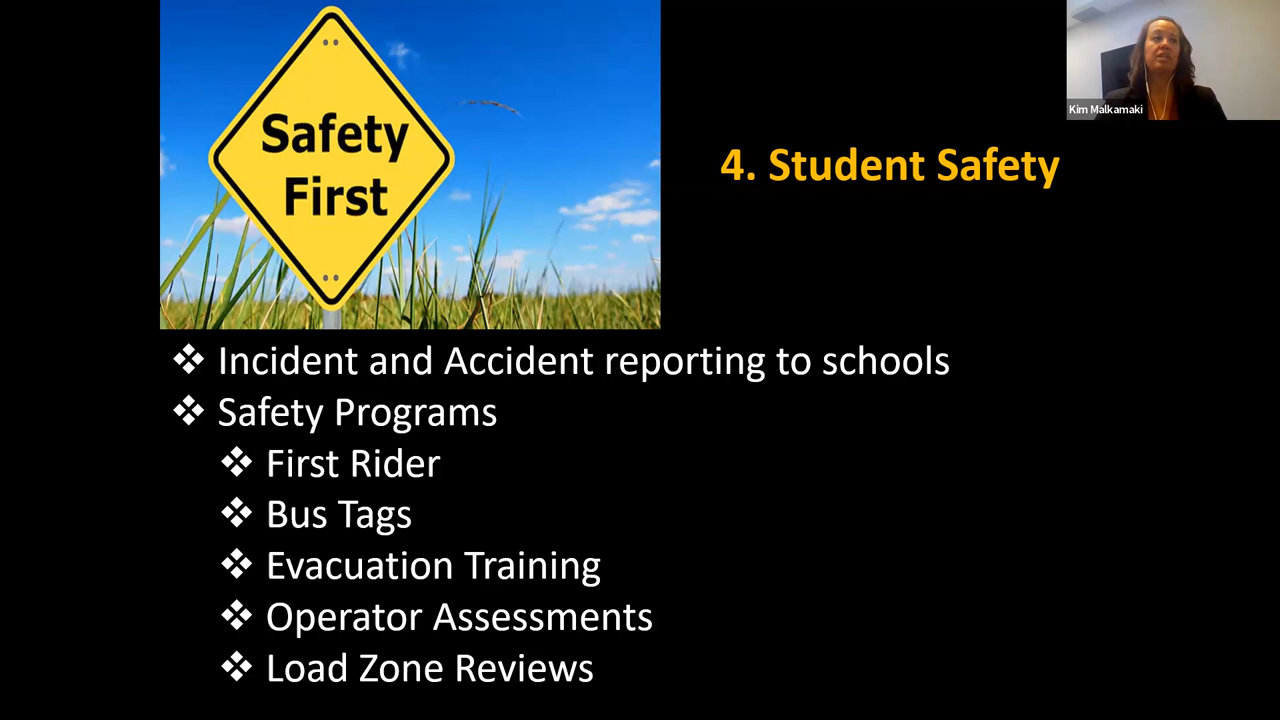 Safety
First
Kim Malkamaki
4. Student Safety
❖ Incident and Accident reporting to schools
❖ Safety Programs
❖ First Rider
❖ Bus Tags
❖ Evacuation Training
❖ Operator Assessments
❖ Load Zone Reviews